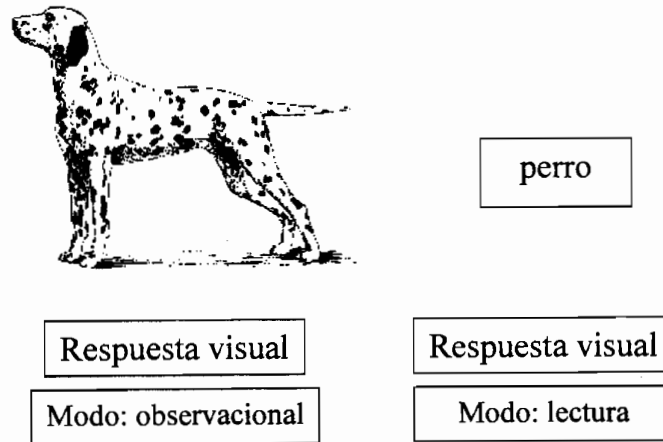 perro
Respuesta visual
Respuesta visual
Modo: observacional
Modo: lectura